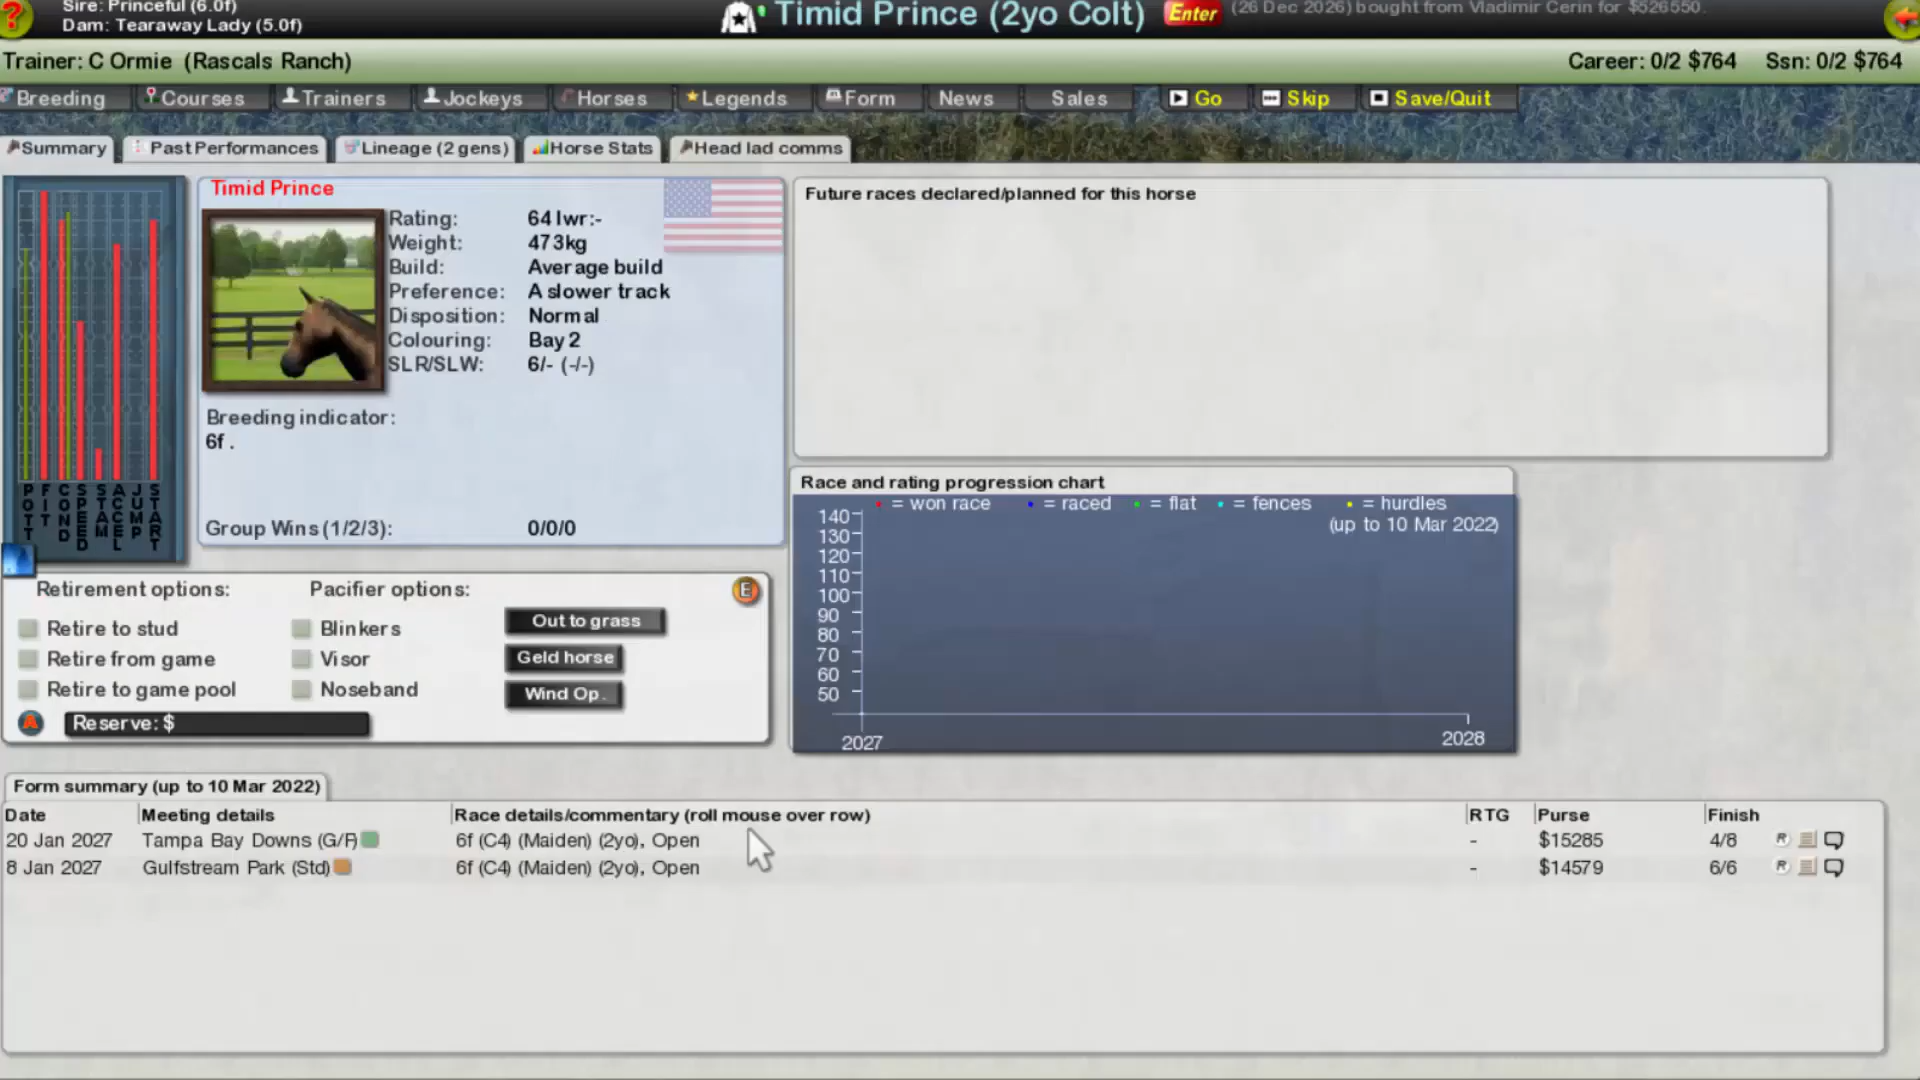 Sire: Princeful (6.0f)
Dam: Tearaway Lady (5.0f)
Timid Prince (2yo Colt)
Enter
(26 Dec 2026) bought from Vladimir Cerin for $526550.
Trainer: C Ormie (Rascals Ranch)
Career: 0/2 $764 Ssn: 0/2 $764
Breeding Courses Trainers Jockeys Horses Legends Form News Sales Go Skip Save/Quit
Summary Past Performances Lineage (2 gens) Horse Stats Head lad comms
POTT FIT COND SPEED STAM ACCEL JUMP START
Timid Prince
Rating: 64 lwr:-
Weight: 473kg
Build: Average build
Preference: A slower track
Disposition: Normal
Colouring: Bay 2
SLR/SLW: 6/- (-/-)
Breeding indicator:
6f .
Group Wins (1/2/3): 0/0/0
Future races declared/planned for this horse
Race and rating progression chart
= won race = raced = flat = fences = hurdles
(up to 10 Mar 2022)
140
130
120
110
100
90
80
70
60
50
2027 2028
Retirement options: Pacifier options: E
Retire to stud Blinkers Out to grass
Retire from game Visor Geld horse
Retire to game pool Noseband Wind Op.
A Reserve: $
Form summary (up to 10 Mar 2022)
Date Meeting details Race details/commentary (roll mouse over row) RTG Purse Finish
20 Jan 2027 Tampa Bay Downs (G/F) 6f (C4) (Maiden) (2yo), Open - $15285 4/8 R
8 Jan 2027 Gulfstream Park (Std) 6f (C4) (Maiden) (2yo), Open - $14579 6/6 R